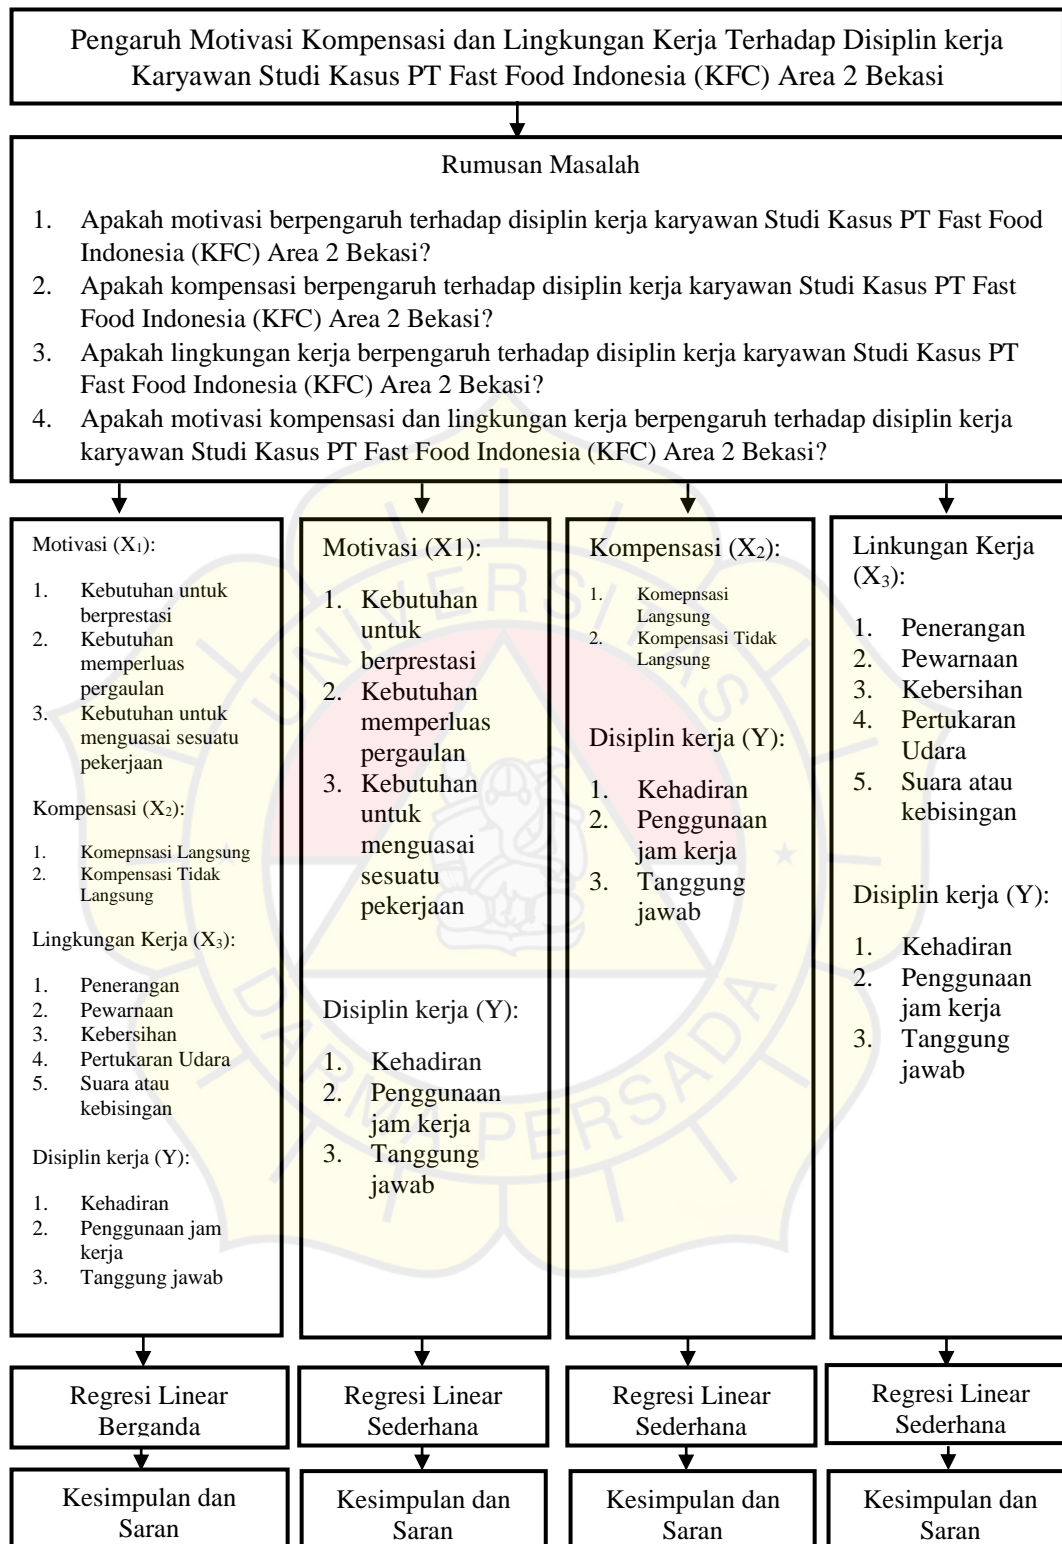 Pengaruh Motivasi Kompensasi dan Lingkungan Kerja Terhadap Disiplin kerja
Karyawan Studi Kasus PT Fast Food Indonesia (KFC) Area 2 Bekasi
Rumusan Masalah
1. Apakah motivasi berpengaruh terhadap disiplin kerja karyawan Studi Kasus PT Fast Food
Indonesia (KFC) Area 2 Bekasi?
2. Apakah kompensasi berpengaruh terhadap disiplin kerja karyawan Studi Kasus PT Fast
Food Indonesia (KFC) Area 2 Bekasi?
3. Apakah lingkungan kerja berpengaruh terhadap disiplin kerja karyawan Studi Kasus PT
Fast Food Indonesia (KFC) Area 2 Bekasi?
4. Apakah motivasi kompensasi dan lingkungan kerja berpengaruh terhadap disiplin kerja
karyawan Studi Kasus PT Fast Food Indonesia (KFC) Area 2 Bekasi?
Motivasi (X₁):
1. Kebutuhan untuk
berprestasi
2. Kebutuhan
memperluas
pergaulan
3. Kebutuhan untuk
menguasai sesuatu
pekerjaan
Kompensasi (X₂):
1. Komepnsasi Langsung
2. Kompensasi Tidak
Langsung
Lingkungan Kerja (X₃):
1. Penerangan
2. Pewarnaan
3. Kebersihan
4. Pertukaran Udara
5. Suara atau
kebisingan
Disiplin kerja (Y):
1. Kehadiran
2. Penggunaan jam
kerja
3. Tanggung jawab
Motivasi (X1):
1. Kebutuhan
untuk
berprestasi
2. Kebutuhan
memperluas
pergaulan
3. Kebutuhan
untuk
menguasai
sesuatu
pekerjaan
Disiplin kerja (Y):
1. Kehadiran
2. Penggunaan
jam kerja
3. Tanggung
jawab
Kompensasi (X₂):
1. Komepnsasi
Langsung
2. Kompensasi Tidak
Langsung
Disiplin kerja (Y):
1. Kehadiran
2. Penggunaan
jam kerja
3. Tanggung
jawab
Linkungan Kerja
(X₃):
1. Penerangan
2. Pewarnaan
3. Kebersihan
4. Pertukaran
Udara
5. Suara atau
kebisingan
Disiplin kerja (Y):
1. Kehadiran
2. Penggunaan
jam kerja
3. Tanggung
jawab
Regresi Linear
Berganda
Regresi Linear
Sederhana
Regresi Linear
Sederhana
Regresi Linear
Sederhana
Kesimpulan dan
Saran
Kesimpulan dan
Saran
Kesimpulan dan
Saran
Kesimpulan dan
Saran
UNIVERSITAS
DARMA PERSADA